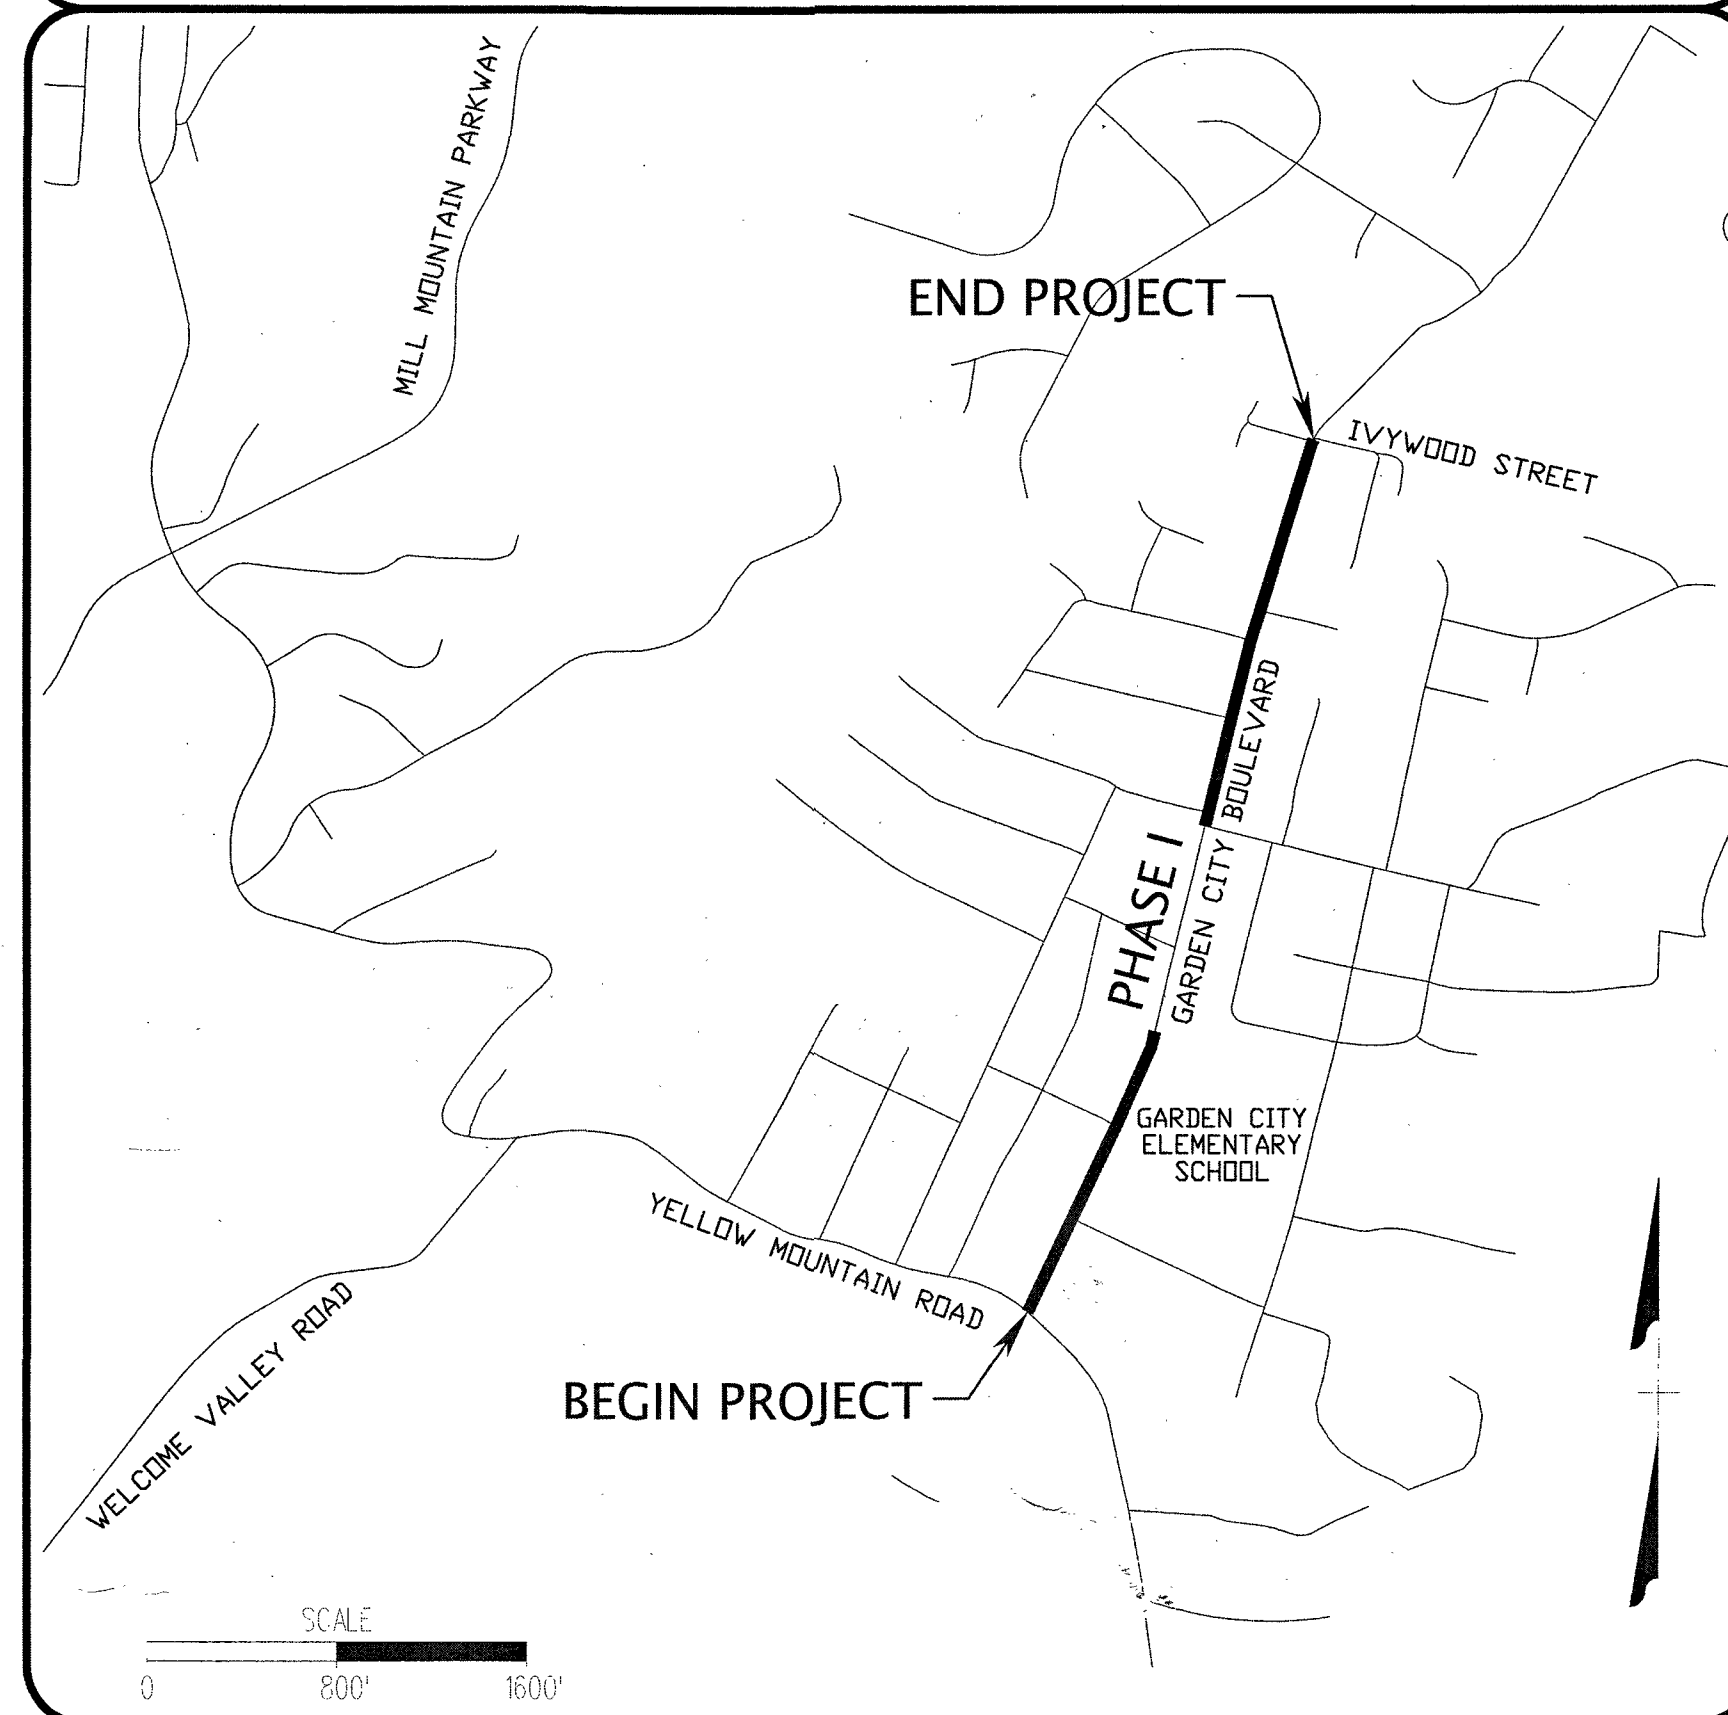 MILL MOUNTAIN PARKWAY
END PROJECT
IVYWOOD STREET
GARDEN CITY BOULEVARD
PHASE I
GARDEN CITY
ELEMENTARY
SCHOOL
YELLOW MOUNTAIN ROAD
BEGIN PROJECT
WELCOME VALLEY ROAD
SCALE
0 800' 1600'